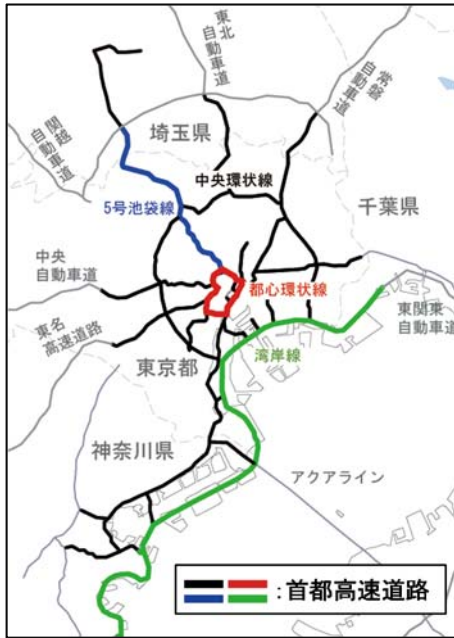 東北
自動車道
常磐
自動車道
関越
自動車道
埼玉県
中央環状線
5号池袋線
千葉県
中央
自動車道
都心環状線
東関東
自動車道
東名
高速道路
湾岸線
東京都
神奈川県
アクアライン
：首都高速道路